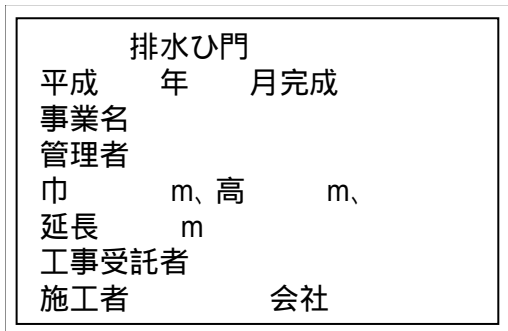 排水ひ門
平成　　年　　月完成
事業名
管理者
巾　　　　m、高　　　m、
延長　　　m
工事受託者
施工者　　　　　会社